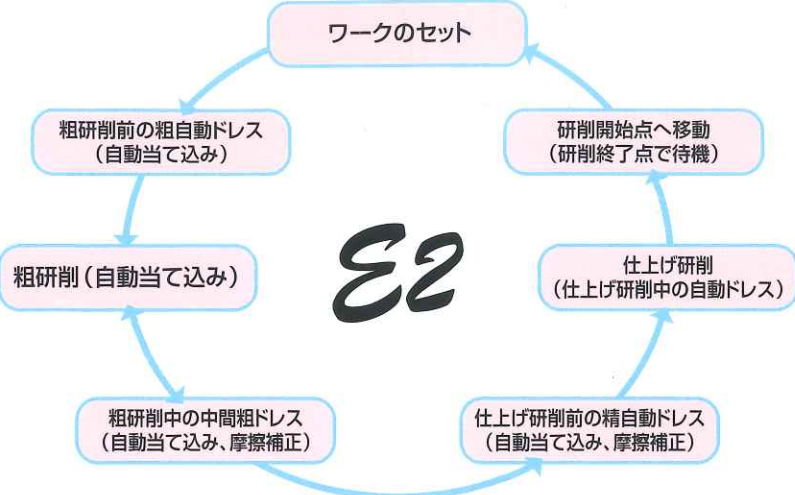 ワークのセット
粗研削前の粗自動ドレス
(自動当て込み)
粗研削(自動当て込み)
粗研削中の中間粗ドレス
(自動当て込み、摩擦補正)
仕上げ研削前の精自動ドレス
(自動当て込み、摩擦補正)
仕上げ研削
(仕上げ研削中の自動ドレス)
研削開始点へ移動
(研削終了点で待機)
E2